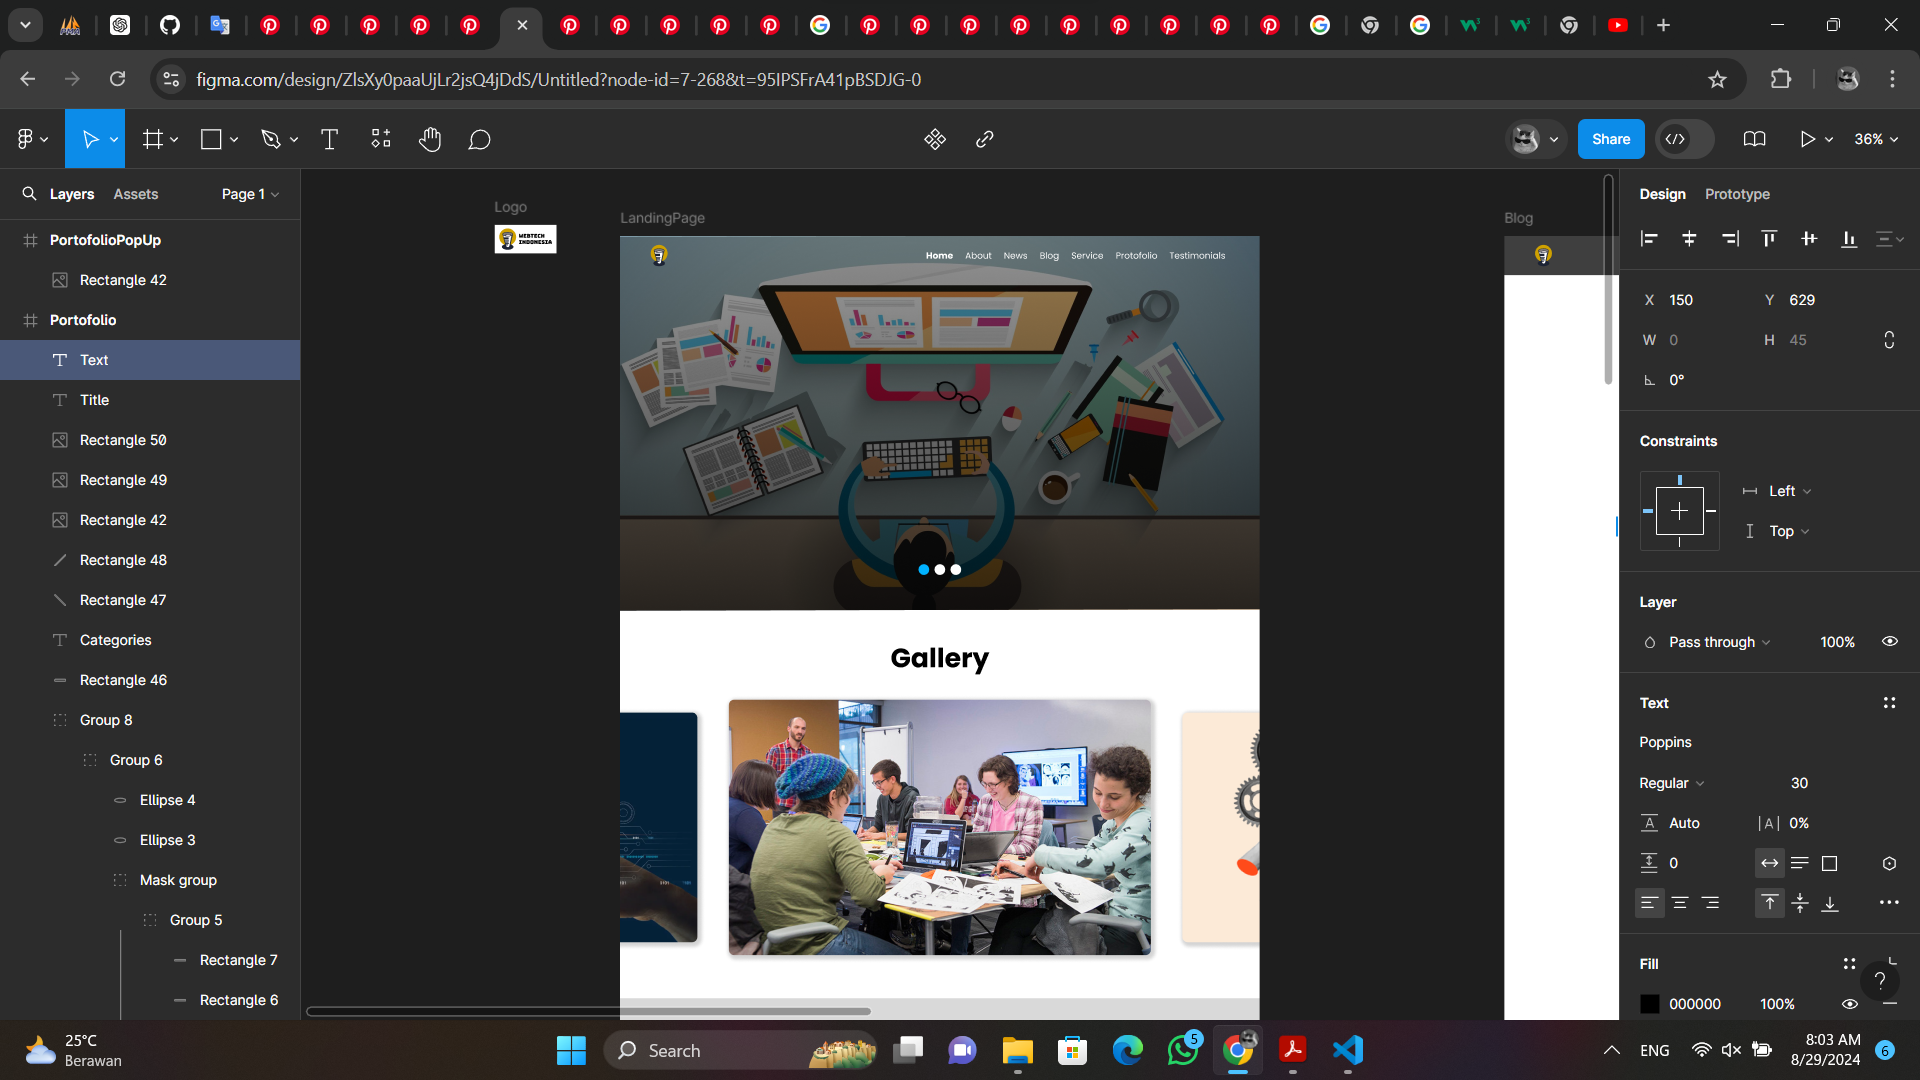 figma.com/design/ZlsXy0paaUjLr2jsQ4jDdS/Untitled?node-id=7-268&t=95IPSFrA41pBSDJG-0
Share
36%
Layers
Assets
Page 1
PortofolioPopUp
Rectangle 42
Portofolio
Text
Title
Rectangle 50
Rectangle 49
Rectangle 42
Rectangle 48
Rectangle 47
Categories
Rectangle 46
Group 8
Group 6
Ellipse 4
Ellipse 3
Mask group
Group 5
Rectangle 7
Rectangle 6
Logo
WEBTECH
INDONESIA
LandingPage
Home About News Blog Service Protofolio Testimonials
Gallery
Blog
Design
Prototype
X 150
Y 629
W 0
H 45
0°
Constraints
Left
Top
Layer
Pass through
100%
Text
Poppins
Regular
30
Auto
0%
0
Fill
000000
100%
?
25°C
Berawan
Search
5
ENG
8:03 AM
8/29/2024
6